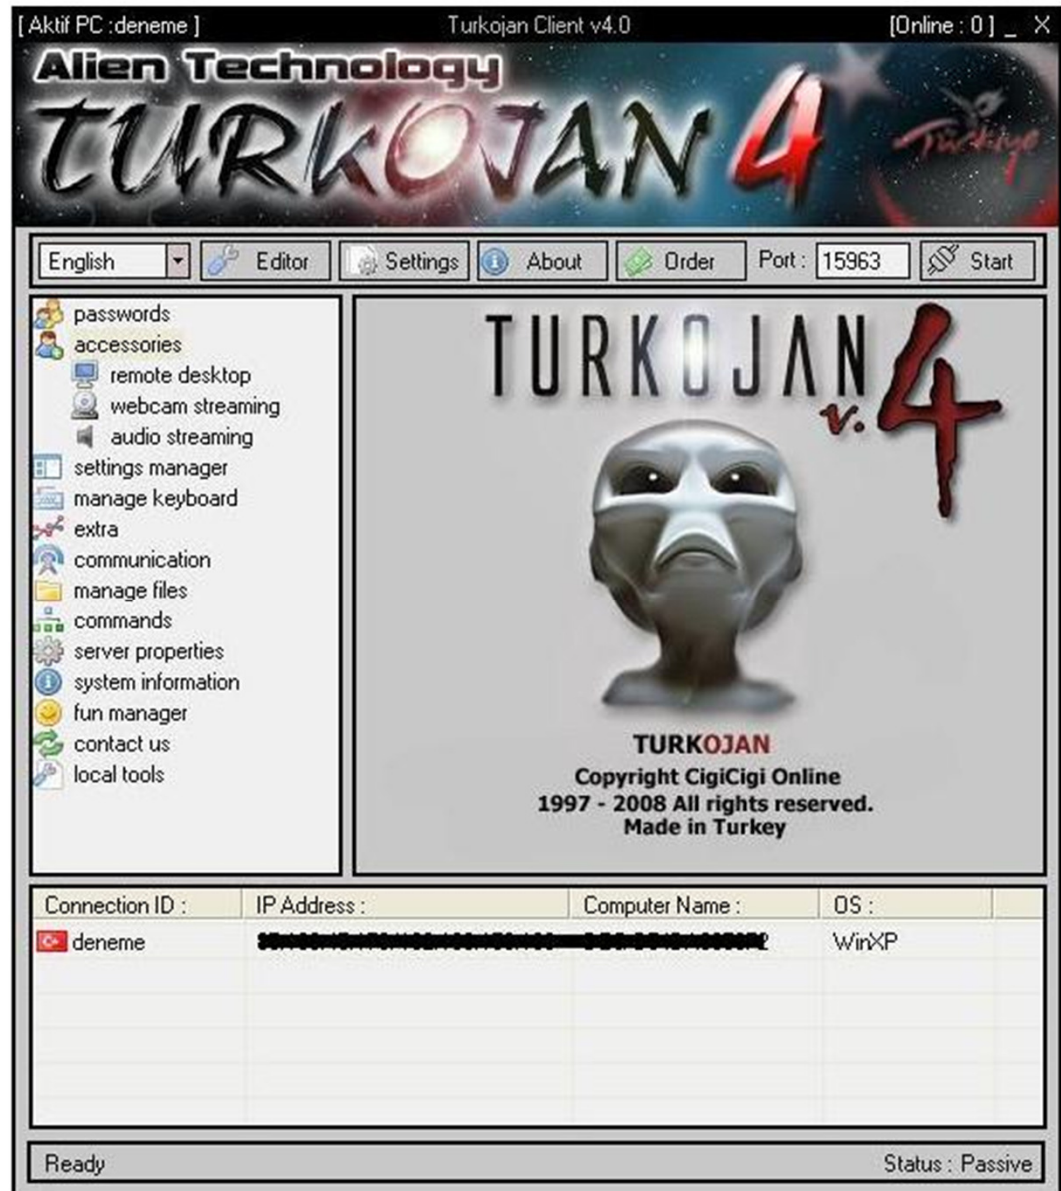 [ Aktif PC :deneme ] Turkojan Client v4.0 [Online : 0 ] _ X
Alien Technology
TURKOJAN 4
Türkiye
English Editor Settings About Order Port : 15963 Start
passwords
accessories
remote desktop
webcam streaming
audio streaming
settings manager
manage keyboard
extra
communication
manage files
commands
server properties
system information
fun manager
contact us
local tools
TURKOJAN
v.4
TURKOJAN
Copyright CigiCigi Online
1997 - 2008 All rights reserved.
Made in Turkey
Connection ID : IP Address : Computer Name : OS :
deneme WinXP
Ready Status : Passive